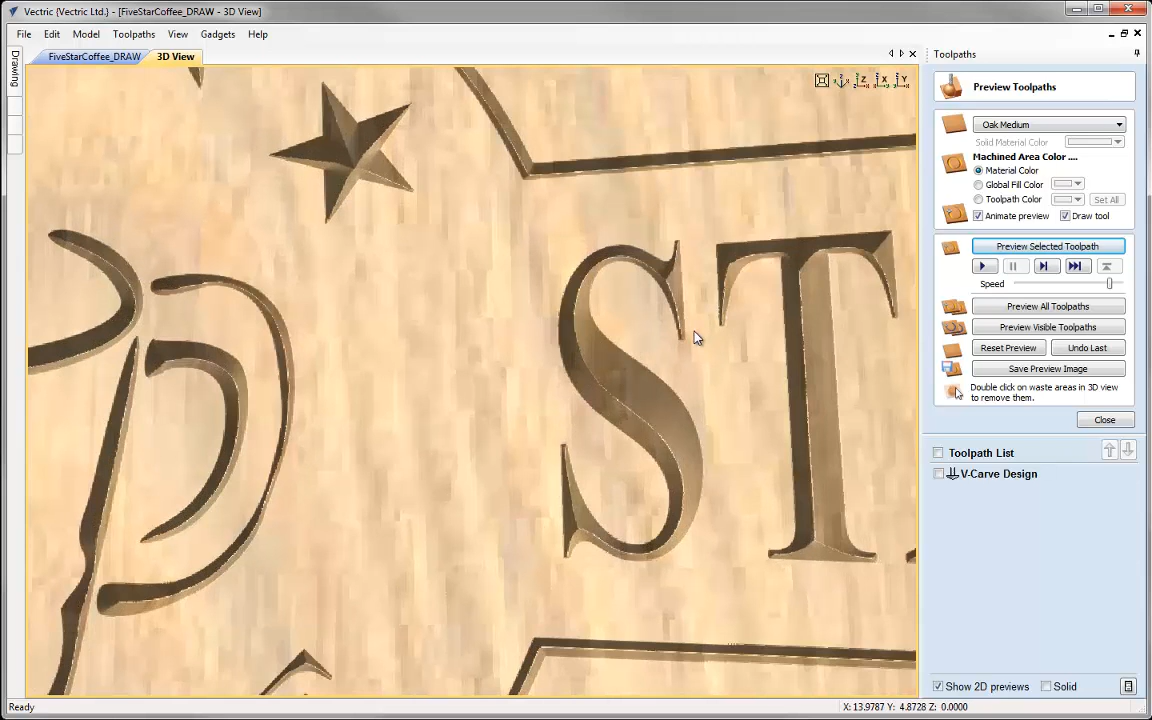 Vectric {Vectric Ltd.} - [FiveStarCoffee_DRAW - 3D View]
File Edit Model Toolpaths View Gadgets Help
FiveStarCoffee_DRAW 3D View
Drawing
Z X Y
ST
Toolpaths
Preview Toolpaths
Oak Medium
Solid Material Color
Machined Area Color ....
Material Color
Global Fill Color
Toolpath Color Set All
Animate preview Draw tool
Preview Selected Toolpath
Speed
Preview All Toolpaths
Preview Visible Toolpaths
Reset Preview Undo Last
Save Preview Image
Double click on waste areas in 3D view
to remove them.
Close
Toolpath List
V-Carve Design
Show 2D previews Solid
Ready X: 13.9787 Y: 4.8728 Z: 0.0000